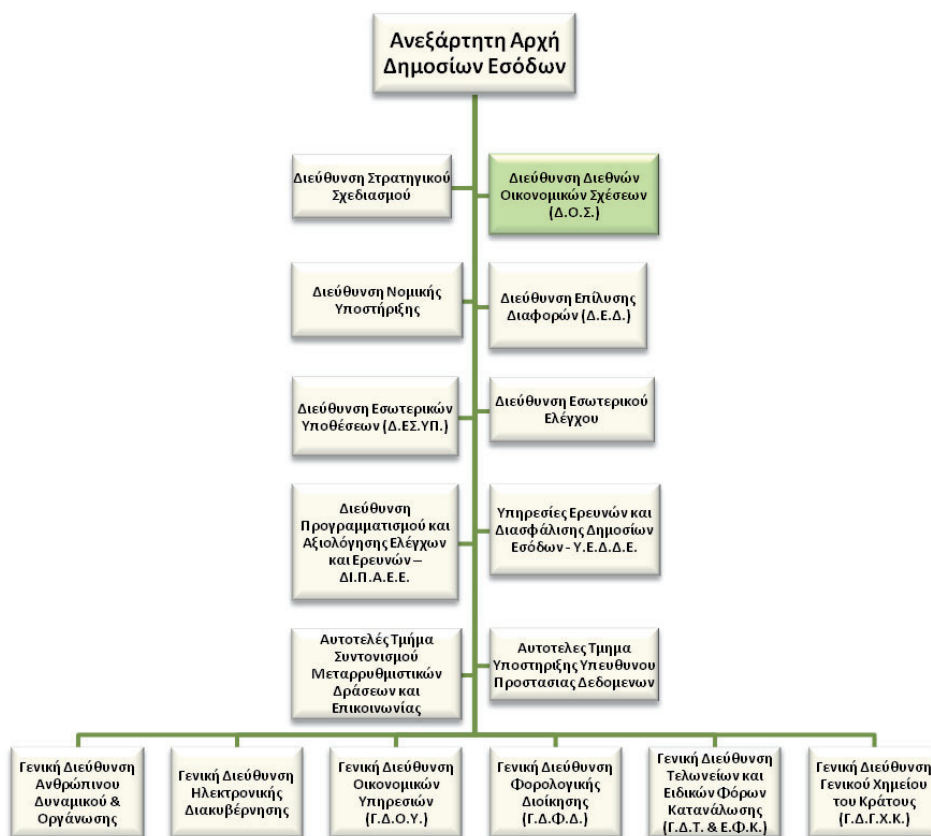 Ανεξάρτητη Αρχή
Δημοσίων Εσόδων
Διεύθυνση Στρατηγικού
Σχεδιασμού
Διεύθυνση Διεθνών
Οικονομικών Σχέσεων
(Δ.Ο.Σ.)
Διεύθυνση Νομικής
Υποστήριξης
Διεύθυνση Επίλυσης
Διαφορών (Δ.Ε.Δ.)
Διεύθυνση Εσωτερικών
Υποθέσεων (Δ.ΕΣ.ΥΠ.)
Διεύθυνση Εσωτερικού
Ελέγχου
Διεύθυνση
Προγραμματισμού και
Αξιολόγησης Ελέγχων
και Ερευνών –
ΔΙ.Π.Α.Ε.Ε.
Υπηρεσίες Ερευνών και
Διασφάλισης Δημοσίων
Εσόδων - Υ.Ε.Δ.Δ.Ε.
Αυτοτελές Τμήμα
Συντονισμού
Μεταρρυθμιστικών
Δράσεων και
Επικοινωνίας
Αυτοτελες Τμημα
Υποστηριξης Υπευθυνου
Προστασιας Δεδομενων
Γενική Διεύθυνση
Ανθρώπινου
Δυναμικού &
Οργάνωσης
Γενική Διεύθυνση
Ηλεκτρονικής
Διακυβέρνησης
Γενική Διεύθυνση
Οικονομικών
Υπηρεσιών
(Γ.Δ.Ο.Υ.)
Γενική Διεύθυνση
Φορολογικής
Διοίκησης
(Γ.Δ.Φ.Δ.)
Γενική Διεύθυνση
Τελωνείων και
Ειδικών Φόρων
Κατανάλωσης
(Γ.Δ.Τ. & Ε.Φ.Κ.)
Γενική Διεύθυνση
Γενικού Χημείου
του Κράτους
(Γ.Δ.Γ.Χ.Κ.)